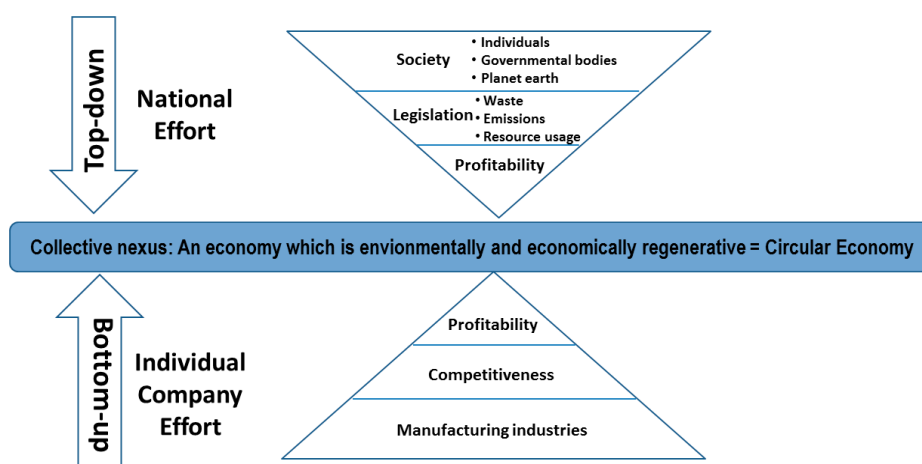 Top-down
National
Effort
Society
• Individuals
• Governmental bodies
• Planet earth
Legislation
• Waste
• Emissions
• Resource usage
Profitability
Collective nexus: An economy which is envionmentally and economically regenerative = Circular Economy
Bottom-up
Individual
Company
Effort
Profitability
Competitiveness
Manufacturing industries